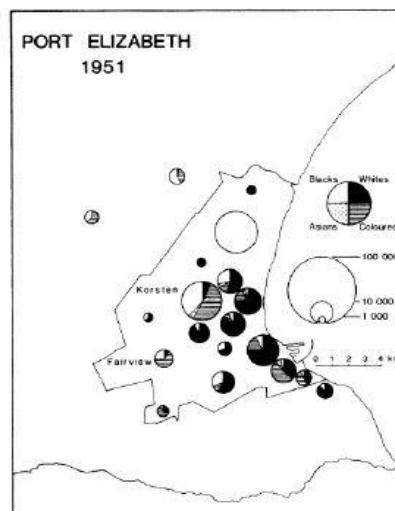 PORT ELIZABETH
1951
Blacks Whites
Asians Coloured
100 000
10 000
1 000
Korsten
Fairview
0 1 2 3 4 km